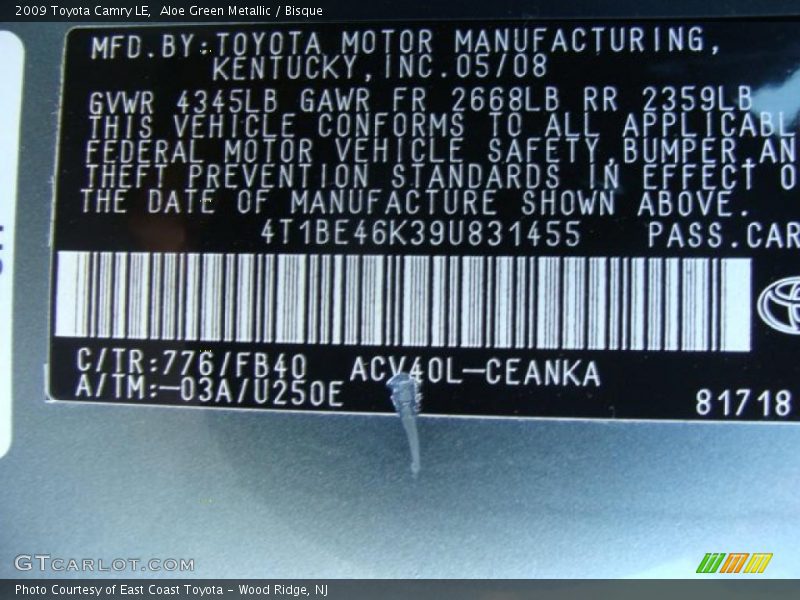 2009 Toyota Camry LE, Aloe Green Metallic / Bisque
MFD.BY:TOYOTA MOTOR MANUFACTURING,
KENTUCKY,INC.05/08
GVWR 4345LB GAWR FR 2668LB RR 2359LB
THIS VEHICLE CONFORMS TO ALL APPLICABL
FEDERAL MOTOR VEHICLE SAFETY,BUMPER,AN
THEFT PREVENTION STANDARDS IN EFFECT O
THE DATE OF MANUFACTURE SHOWN ABOVE.
4T1BE46K39U831455 PASS.CAR
C/TR:776/FB40 ACV40L-CEANKA
A/TM:-03A/U250E
81718
GTCARLOT.COM
Photo Courtesy of East Coast Toyota - Wood Ridge, NJ